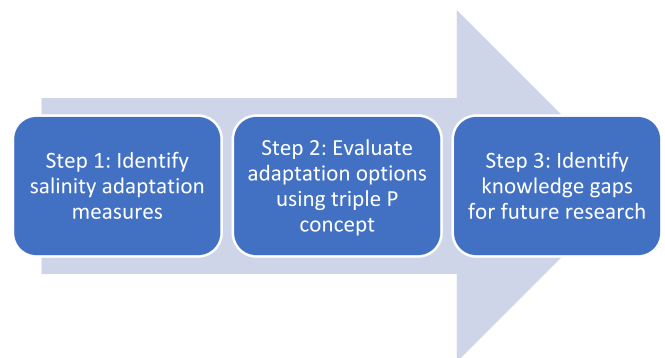 Step 1: Identify
salinity adaptation
measures
Step 2: Evaluate
adaptation options
using triple P
concept
Step 3: Identify
knowledge gaps
for future research